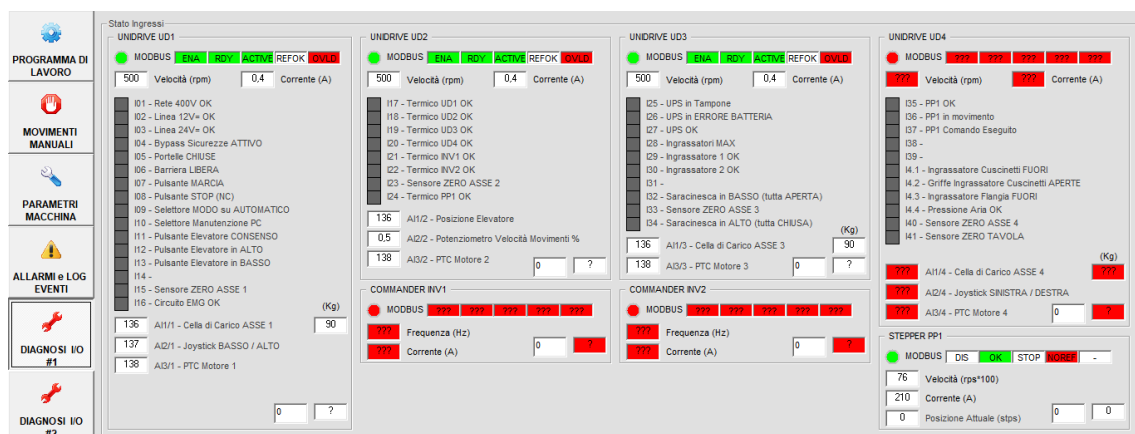 PROGRAMMA DI
LAVORO
MOVIMENTI
MANUALI
PARAMETRI
MACCHINA
ALLARMI e LOG
EVENTI
DIAGNOSI I/O
#1
DIAGNOSI I/O
Stato Ingressi
UNIDRIVE UD1
MODBUS ENA RDY ACTIVE REFOK OVLD
500 Velocità (rpm) 0,4 Corrente (A)
I01 - Rete 400V OK
I02 - Linea 12V= OK
I03 - Linea 24V= OK
I04 - Bypass Sicurezze ATTIVO
I05 - Portelle CHIUSE
I06 - Barriera LIBERA
I07 - Pulsante MARCIA
I08 - Pulsante STOP (NC)
I09 - Selettore MODO su AUTOMATICO
I10 - Selettore Manutenzione PC
I11 - Pulsante Elevatore CONSENSO
I12 - Pulsante Elevatore in ALTO
I13 - Pulsante Elevatore in BASSO
I14 -
I15 - Sensore ZERO ASSE 1
I16 - Circuito EMG OK
(Kg)
136 AI1/1 - Cella di Carico ASSE 1 90
137 AI2/1 - Joystick BASSO / ALTO
138 AI3/1 - PTC Motore 1
0 ?
UNIDRIVE UD2
MODBUS ENA RDY ACTIVE REFOK OVLD
500 Velocità (rpm) 0,4 Corrente (A)
I17 - Termico UD1 OK
I18 - Termico UD2 OK
I19 - Termico UD3 OK
I20 - Termico UD4 OK
I21 - Termico INV1 OK
I22 - Termico INV2 OK
I23 - Sensore ZERO ASSE 2
I24 - Termico PP1 OK
136 AI1/2 - Posizione Elevatore
0,5 AI2/2 - Potenziometro Velocità Movimenti %
138 AI3/2 - PTC Motore 2 0 ?
COMMANDER INV1
MODBUS ??? ??? ??? ??? ???
??? Frequenza (Hz)
??? Corrente (A) 0 ?
UNIDRIVE UD3
MODBUS ENA RDY ACTIVE REFOK OVLD
500 Velocità (rpm) 0,4 Corrente (A)
I25 - UPS in Tampone
I26 - UPS in ERRORE BATTERIA
I27 - UPS OK
I28 - Ingrassatori MAX
I29 - Ingrassatore 1 OK
I30 - Ingrassatore 2 OK
I31 -
I32 - Saracinesca in BASSO (tutta APERTA)
I33 - Sensore ZERO ASSE 3
I34 - Saracinesca in ALTO (tutta CHIUSA)
(Kg)
136 AI1/3 - Cella di Carico ASSE 3 90
138 AI3/3 - PTC Motore 3 0 ?
COMMANDER INV2
MODBUS ??? ??? ??? ??? ???
??? Frequenza (Hz)
??? Corrente (A) 0 ?
UNIDRIVE UD4
MODBUS ??? ??? ??? ??? ???
??? Velocità (rpm) ??? Corrente (A)
I35 - PP1 OK
I36 - PP1 in movimento
I37 - PP1 Comando Eseguito
I38 -
I39 -
I4.1 - Ingrassatore Cuscinetti FUORI
I4.2 - Griffe Ingrassatore Cuscinetti APERTE
I4.3 - Ingrassatore Flangia FUORI
I4.4 - Pressione Aria OK
I40 - Sensore ZERO ASSE 4
I41 - Sensore ZERO TAVOLA
(Kg)
??? AI1/4 - Cella di Carico ASSE 4 ???
??? AI2/4 - Joystick SINISTRA / DESTRA
??? AI3/4 - PTC Motore 4 0 ?
STEPPER PP1
MODBUS DIS OK STOP NOREF -
76 Velocità (rps*100)
210 Corrente (A)
0 Posizione Attuale (stps) 0 0